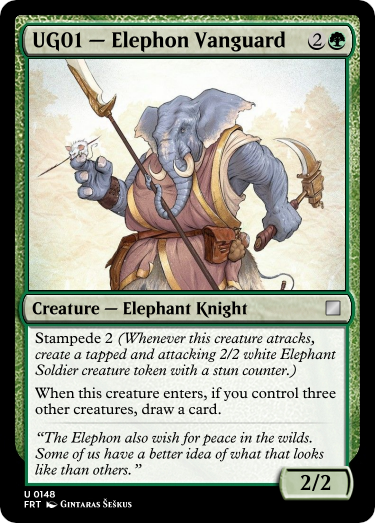 UG01 — Elephon Vanguard 2
Creature — Elephant Knight
Stampede 2 (Whenever this creature atracks,
create a tapped and attacking 2/2 white Elephant
Soldier creature token with a stun counter.)
When this creature enters, if you control three
other creatures, draw a card.
“The Elephon also wish for peace in the wilds.
Some of us have a better idea of what that looks
like than others.”
2/2
U 0148
FRT Gintaras Šeškus